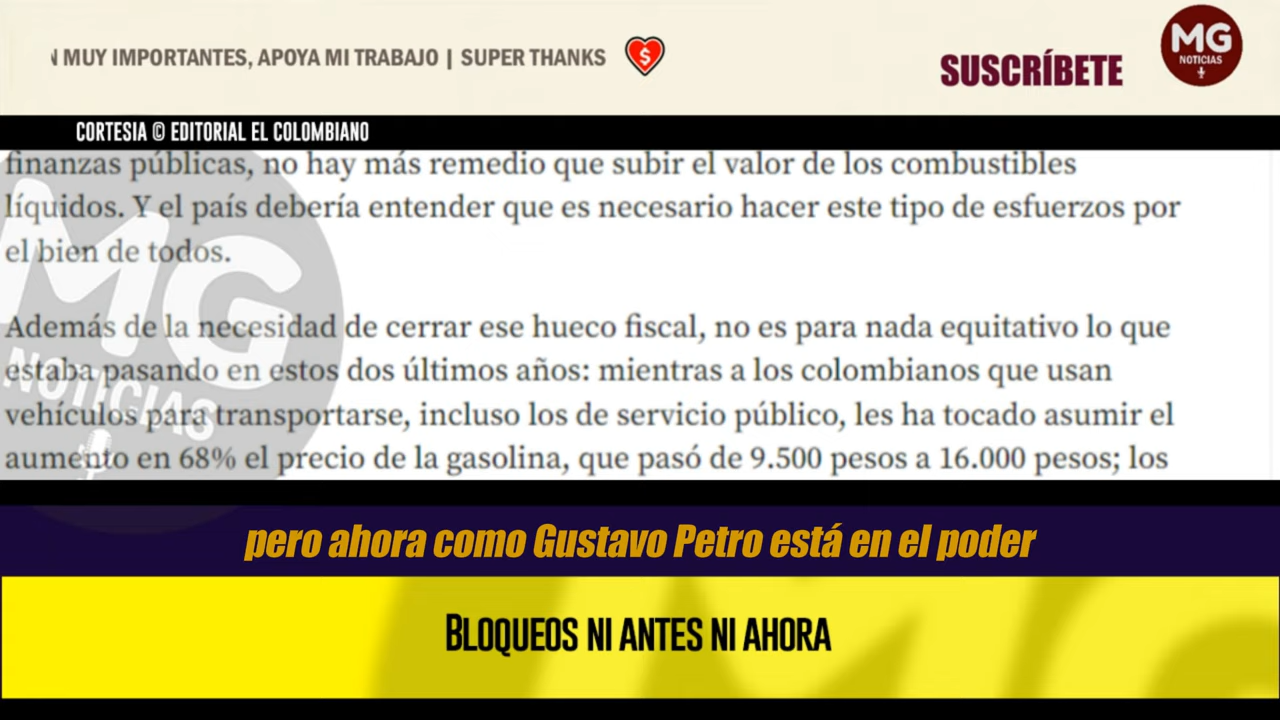 MUY IMPORTANTES, APOYA MI TRABAJO | SUPER THANKS
$
SUSCRÍBETE
MG
NOTICIAS
CORTESIA © EDITORIAL EL COLOMBIANO
finanzas públicas, no hay más remedio que subir el valor de los combustibles
líquidos. Y el país debería entender que es necesario hacer este tipo de esfuerzos por
el bien de todos.
Además de la necesidad de cerrar ese hueco fiscal, no es para nada equitativo lo que
estaba pasando en estos dos últimos años: mientras a los colombianos que usan
vehículos para transportarse, incluso los de servicio público, les ha tocado asumir el
aumento en 68% el precio de la gasolina, que pasó de 9.500 pesos a 16.000 pesos; los
MG
NOTICIAS
pero ahora como Gustavo Petro está en el poder
BLOQUEOS NI ANTES NI AHORA